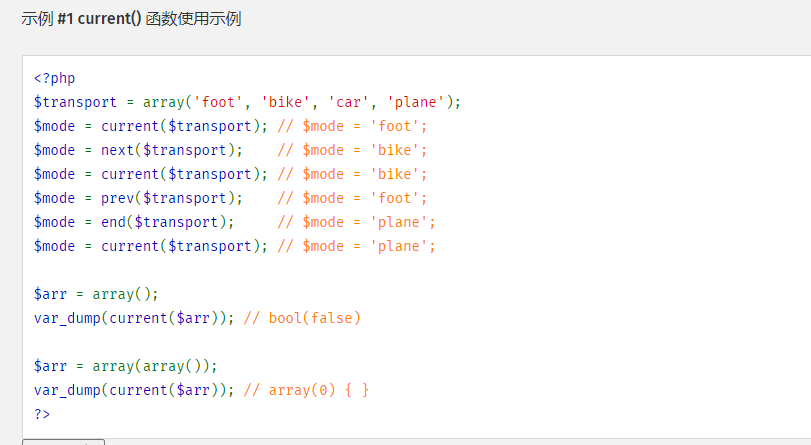 示例 #1 current() 函数使用示例
<?php
$transport = array('foot', 'bike', 'car', 'plane');
$mode = current($transport); // $mode = 'foot';
$mode = next($transport);    // $mode = 'bike';
$mode = current($transport); // $mode = 'bike';
$mode = prev($transport);    // $mode = 'foot';
$mode = end($transport);     // $mode = 'plane';
$mode = current($transport); // $mode = 'plane';

$arr = array();
var_dump(current($arr)); // bool(false)

$arr = array(array());
var_dump(current($arr)); // array(0) { }
?>